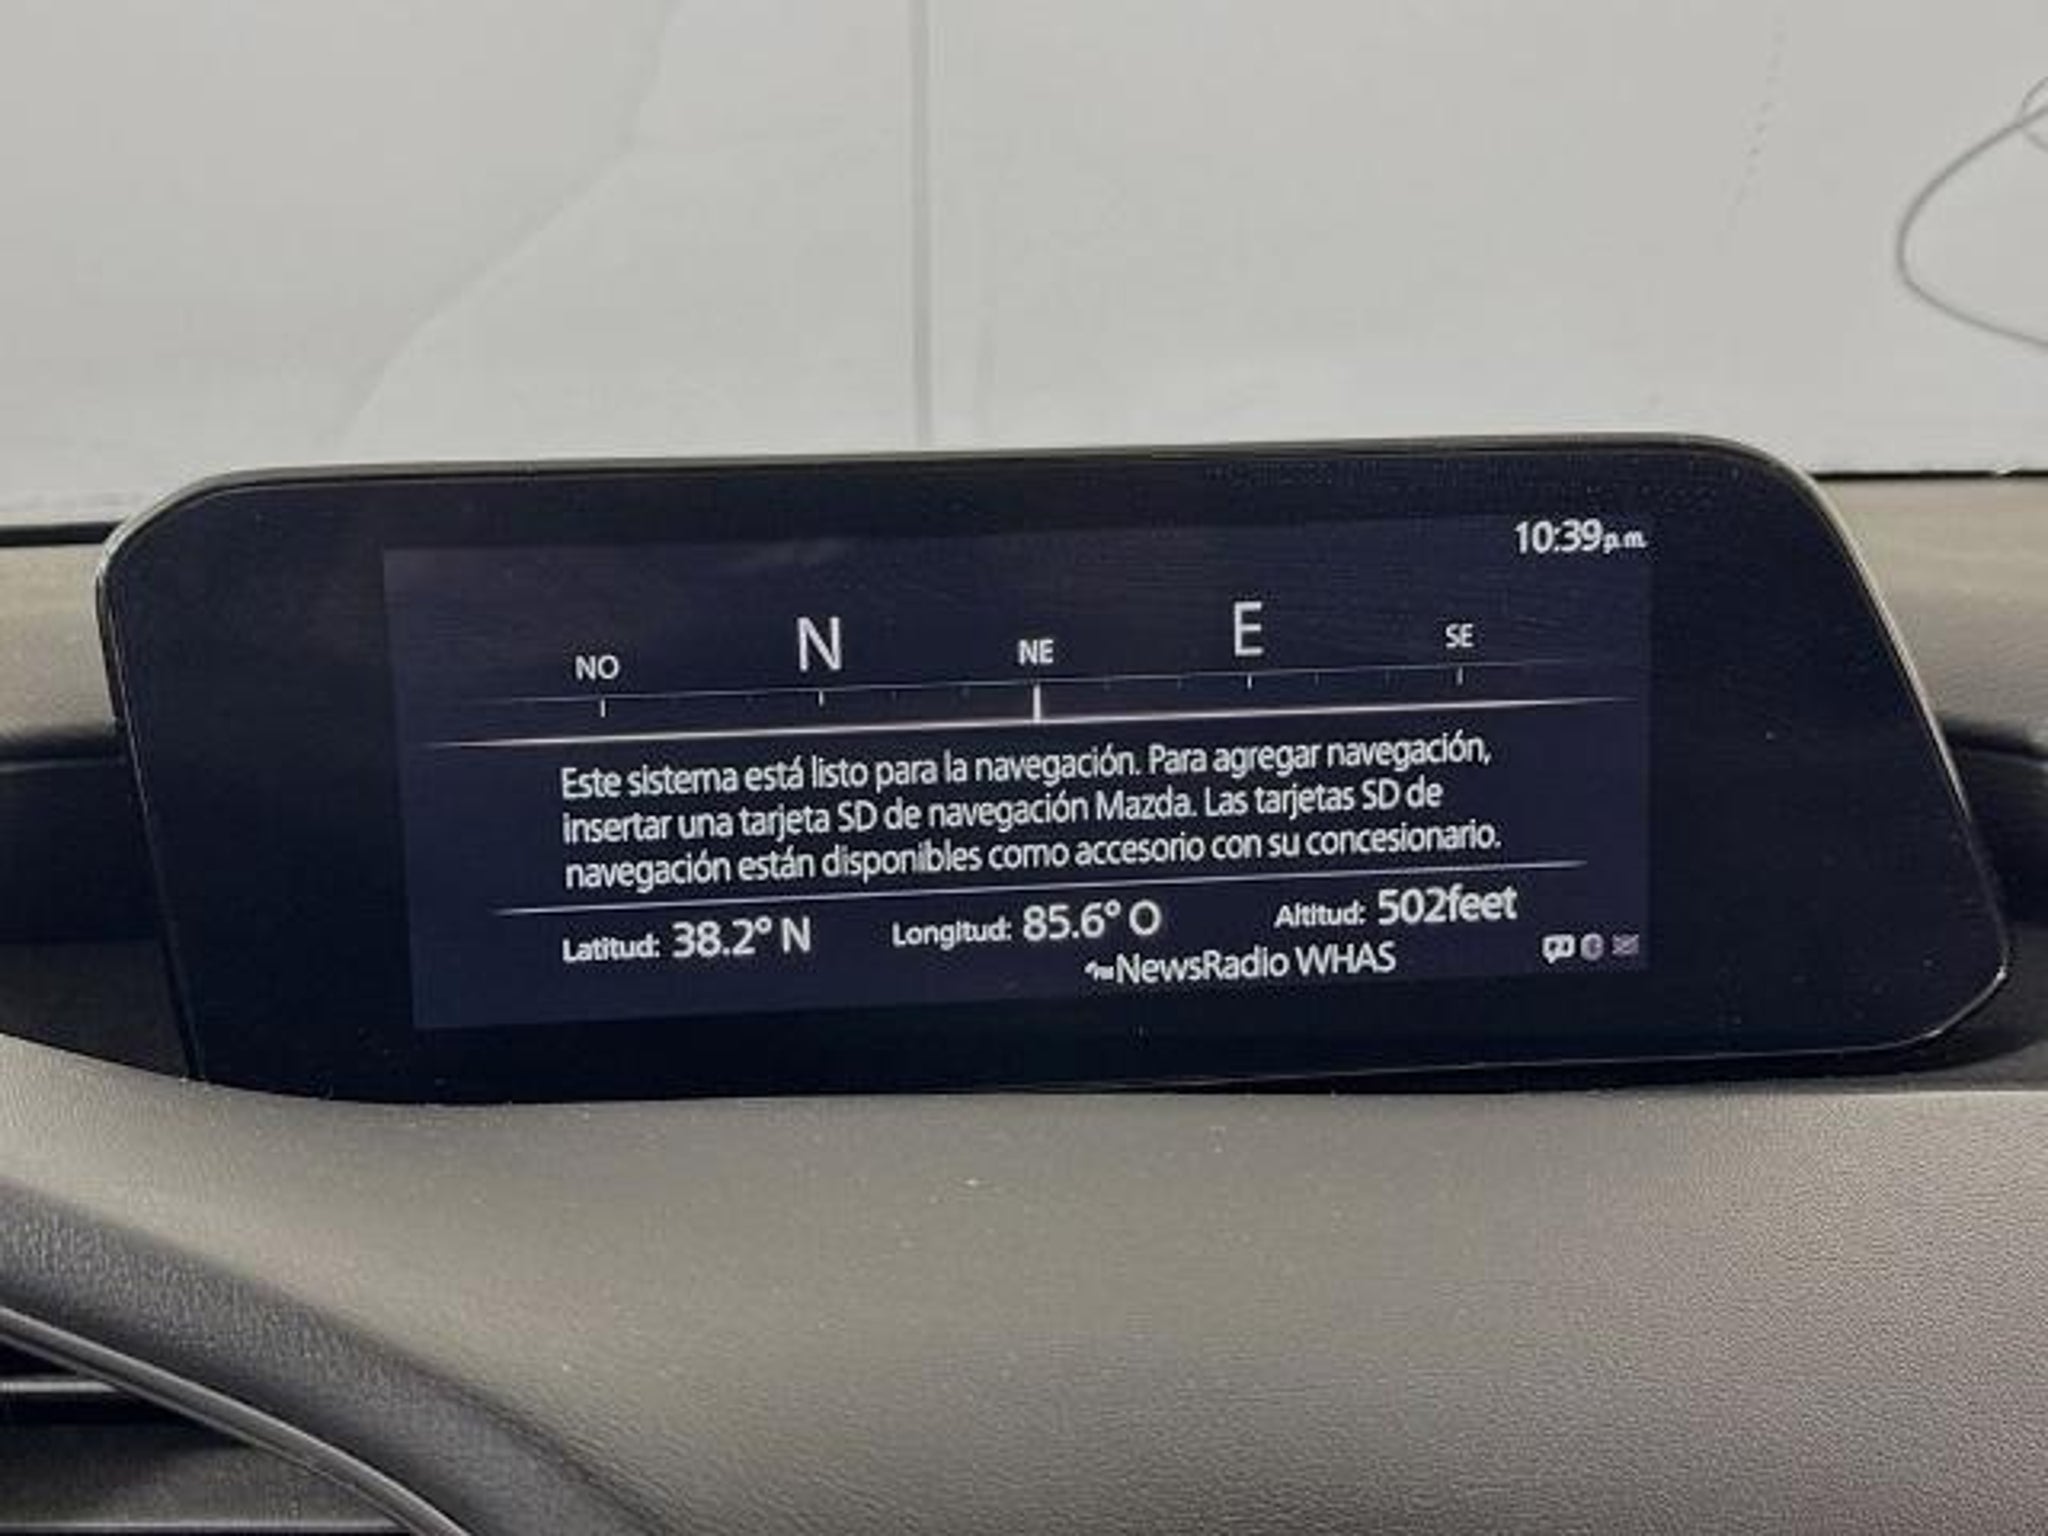 10:39p.m.
NO N NE E SE
Este sistema está listo para la navegación. Para agregar navegación,
insertar una tarjeta SD de navegación Mazda. Las tarjetas SD de
navegación están disponibles como accesorio con su concesionario.
Latitud: 38.2° N Longitud: 85.6° O Altitud: 502feet
NewsRadio WHAS